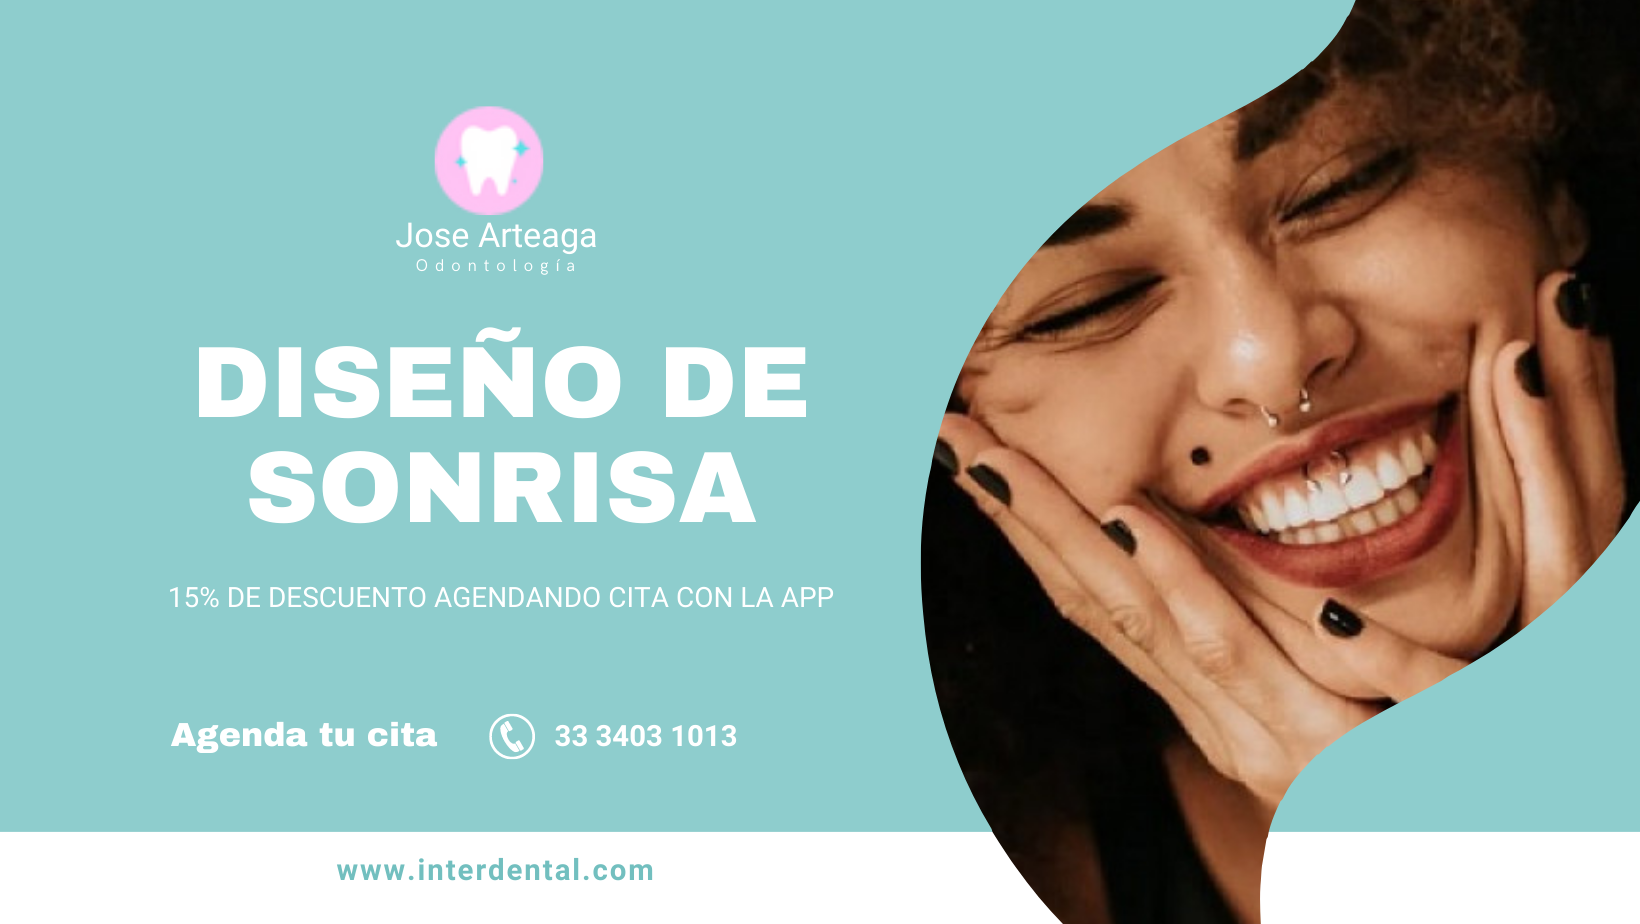 Jose Arteaga
Odontología
DISEÑO DE
SONRISA
15% DE DESCUENTO AGENDANDO CITA CON LA APP
Agenda tu cita 33 3403 1013
www.interdental.com